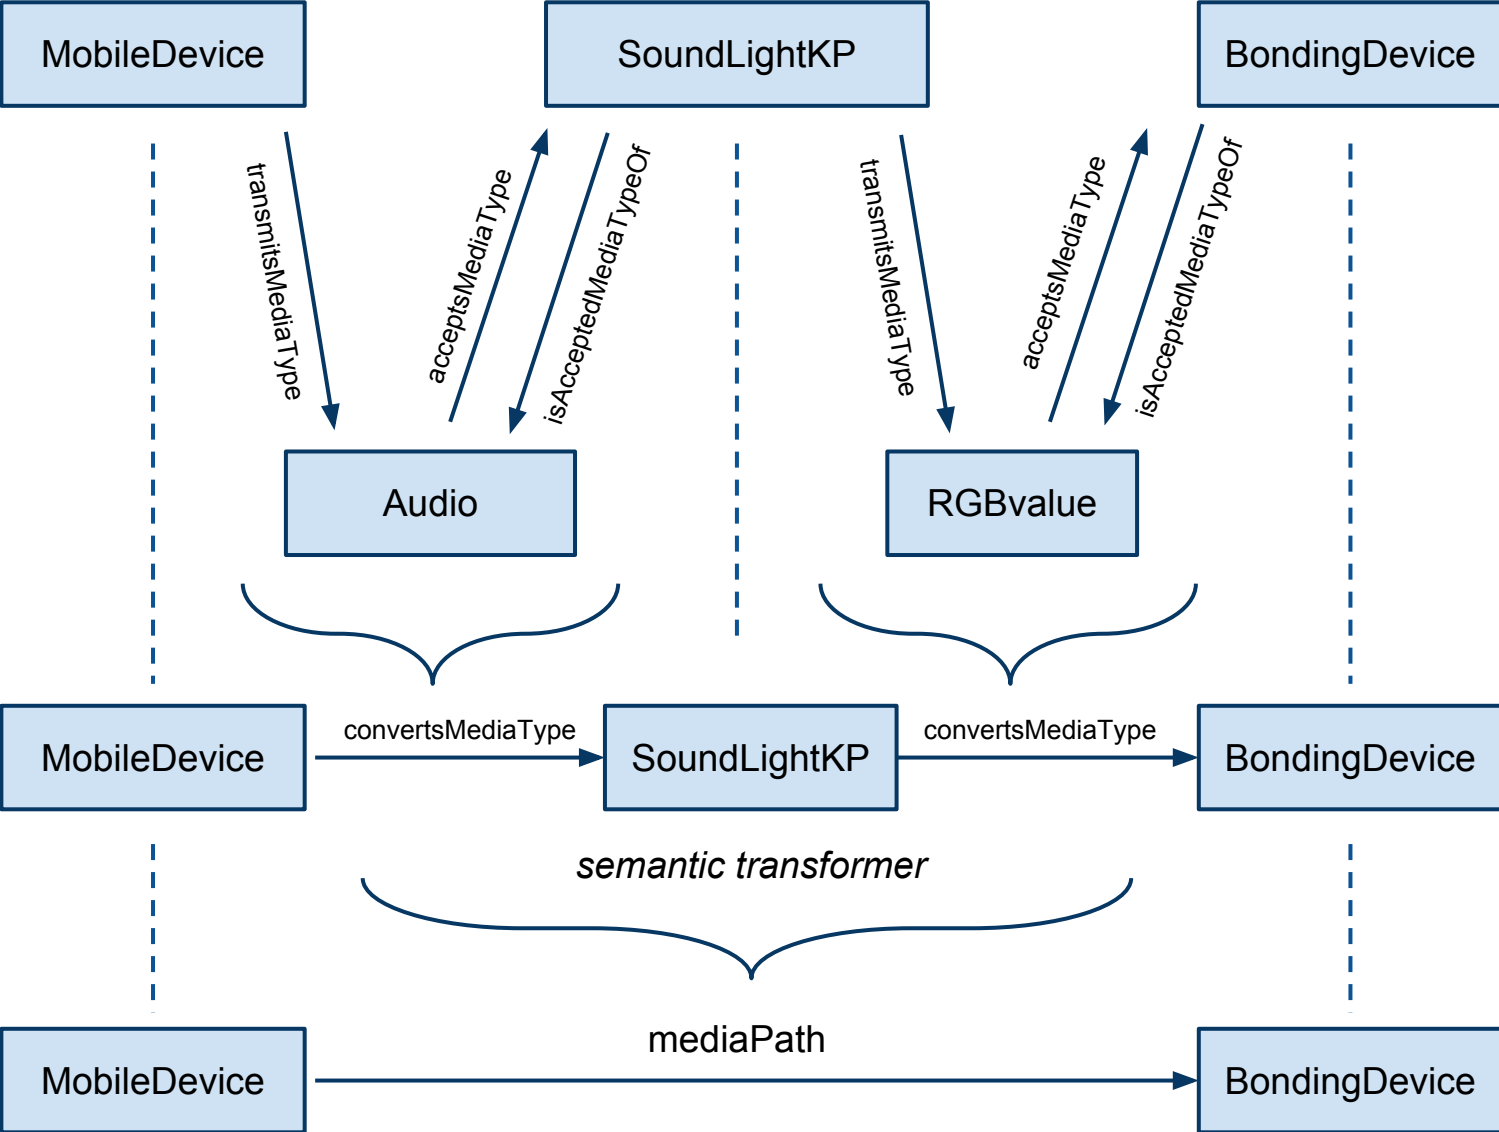 MobileDevice
SoundLightKP
BondingDevice
transmitsMediaType
acceptsMediaType
isAcceptedMediaTypeOf
transmitsMediaType
acceptsMediaType
isAcceptedMediaTypeOf
Audio
RGBvalue
MobileDevice
convertsMediaType
SoundLightKP
convertsMediaType
BondingDevice
semantic transformer
mediaPath
MobileDevice
BondingDevice